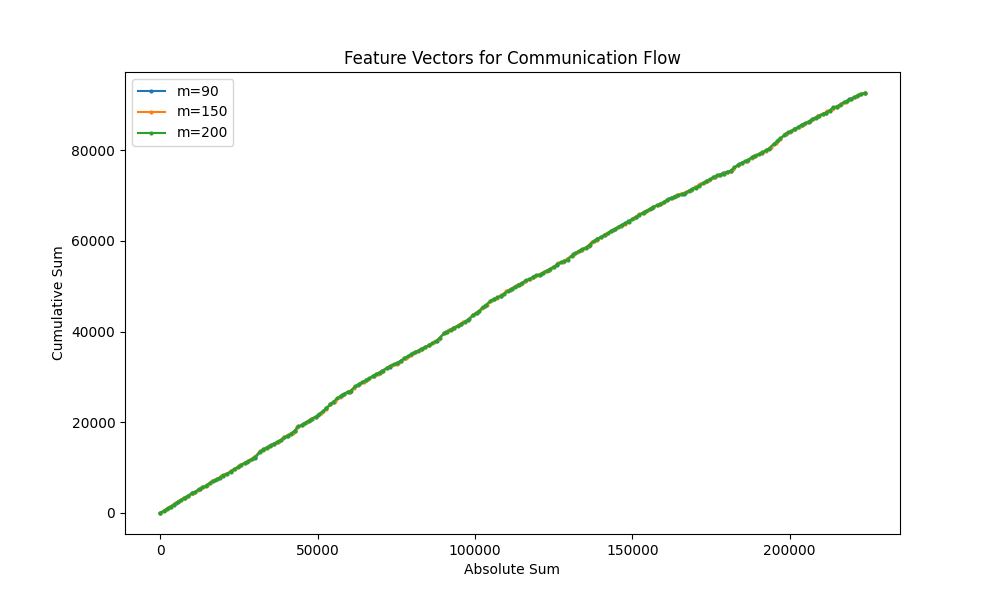 Feature Vectors for Communication Flow
m=90
m=150
m=200
Cumulative Sum
80000
60000
40000
20000
0
0 50000 100000 150000 200000
Absolute Sum